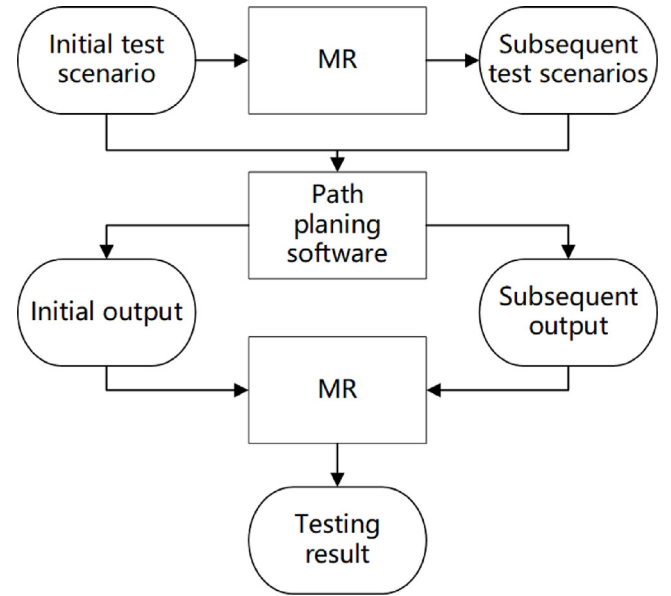 Initial test
scenario
MR
Subsequent
test scenarios
Path
planing
software
Initial output
Subsequent
output
MR
Testing
result